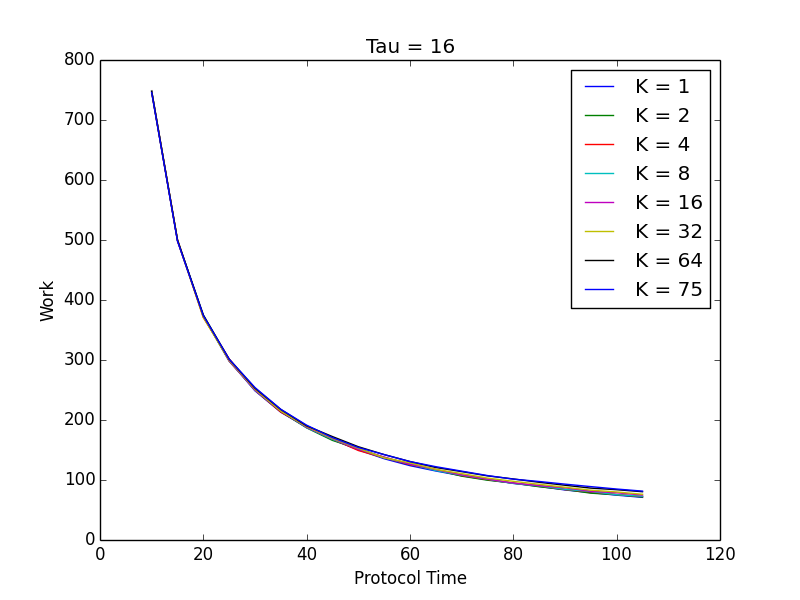 Tau = 16
800
700
600
500
400
300
200
100
0
Work
0 20 40 60 80 100 120
Protocol Time
K = 1
K = 2
K = 4
K = 8
K = 16
K = 32
K = 64
K = 75